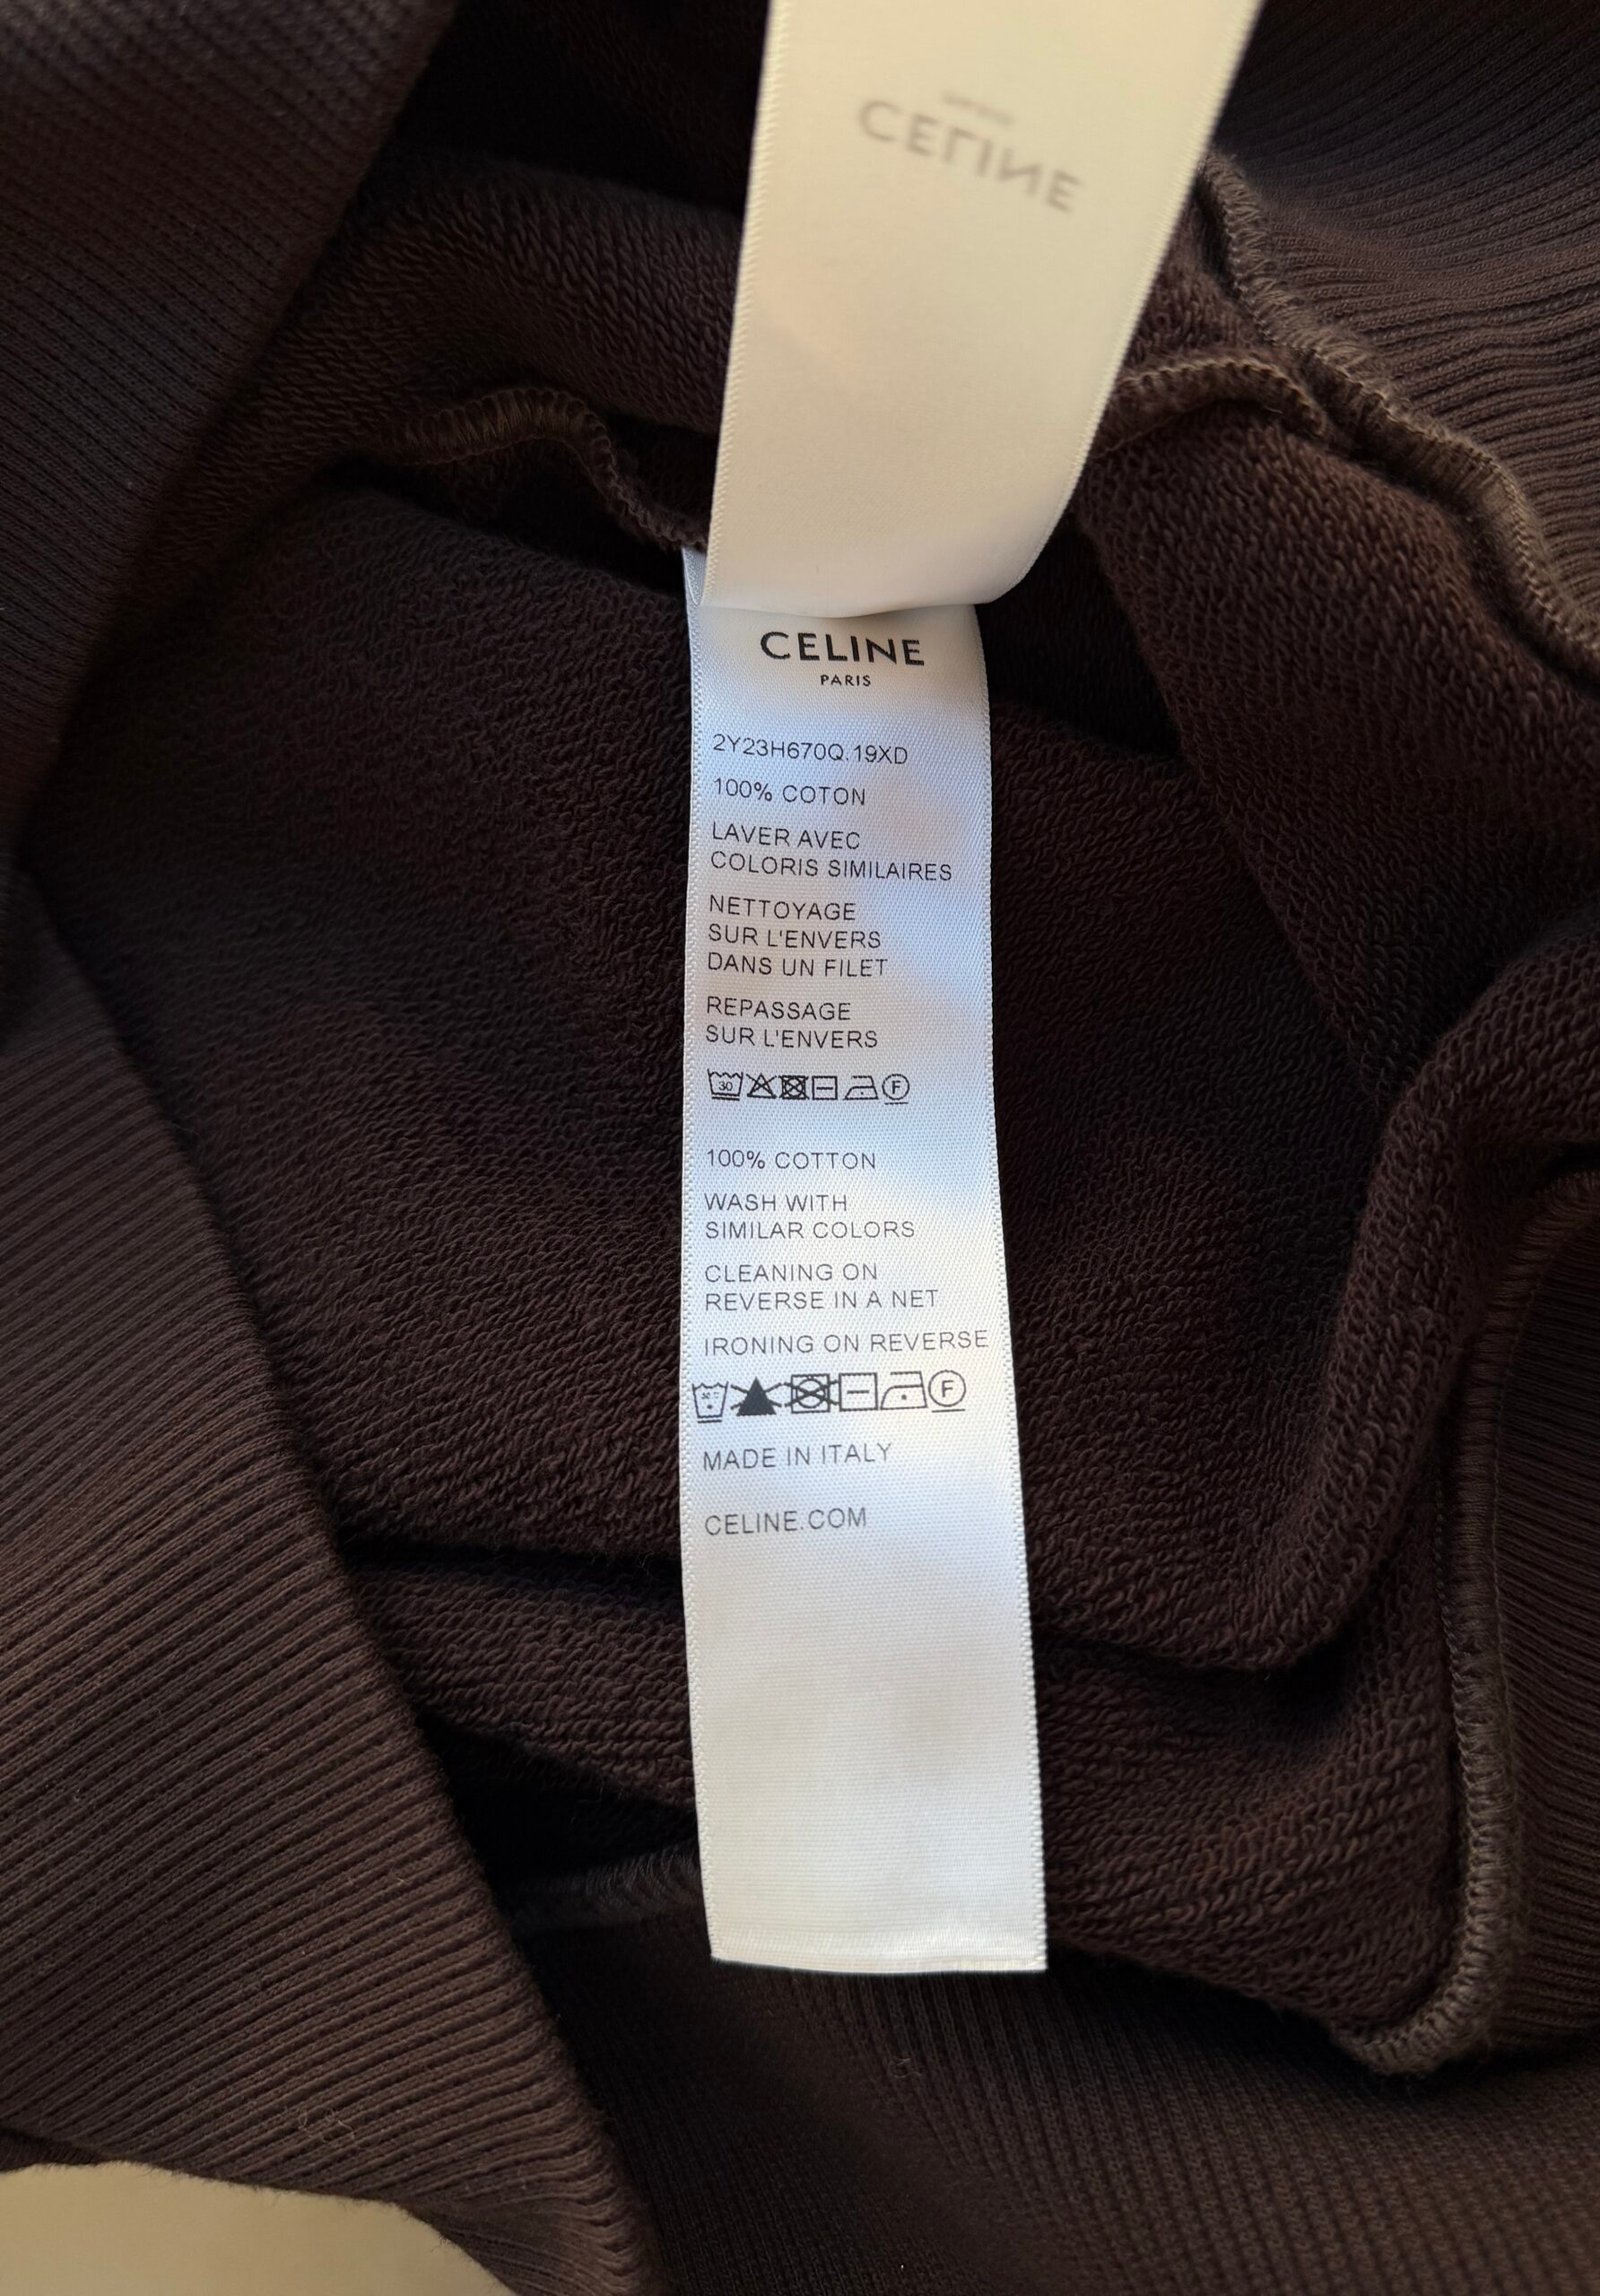 CELINE
CELINE
PARIS
2Y23H670Q.19XD
100% COTON
LAVER AVEC
COLORIS SIMILAIRES
NETTOYAGE
SUR L'ENVERS
DANS UN FILET
REPASSAGE
SUR L'ENVERS
30 F
100% COTTON
WASH WITH
SIMILAR COLORS
CLEANING ON
REVERSE IN A NET
IRONING ON REVERSE
F
MADE IN ITALY
CELINE.COM